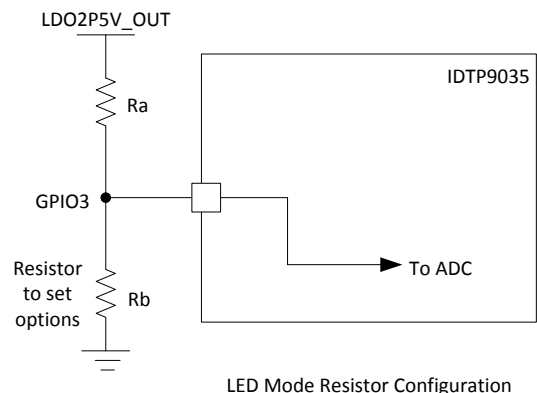 LDO2P5V_OUT
IDTP9035
Ra
GPIO3
To ADC
Resistor
to set
options
Rb
LED Mode Resistor Configuration